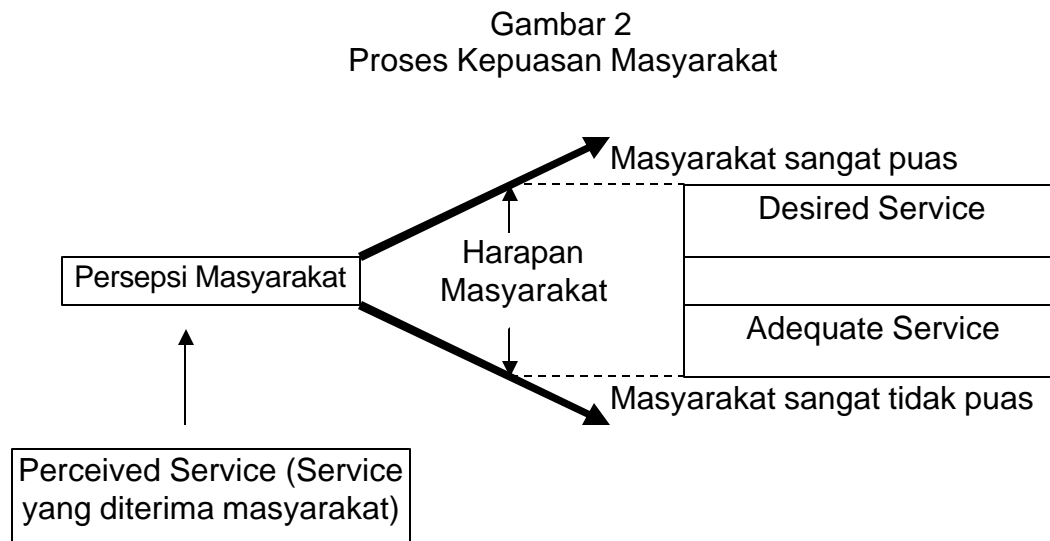 Gambar 2
Proses Kepuasan Masyarakat
Masyarakat sangat puas
Desired Service
Harapan
Masyarakat
Persepsi Masyarakat
Adequate Service
Masyarakat sangat tidak puas
Perceived Service (Service
yang diterima masyarakat)